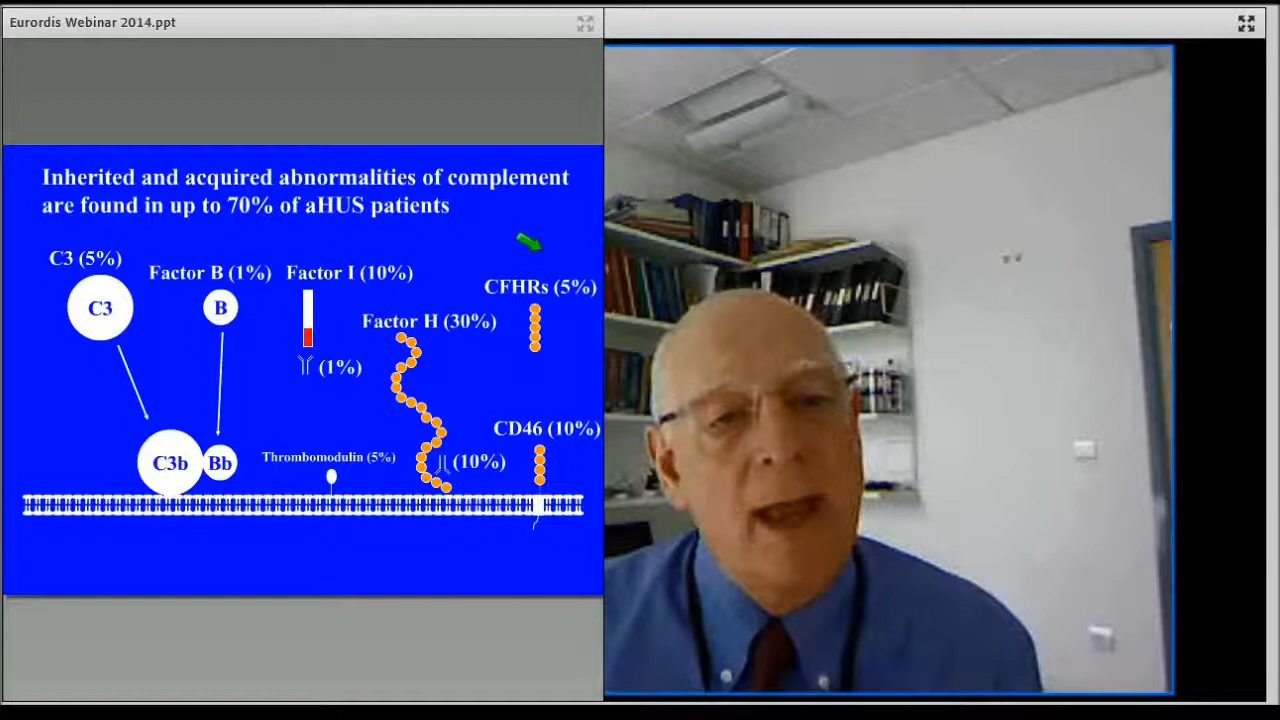 Eurordis Webinar 2014.ppt
Inherited and acquired abnormalities of complement
are found in up to 70% of aHUS patients
C3 (5%)
Factor B (1%)
Factor I (10%)
CFHRs (5%)
C3
B
Factor H (30%)
(1%)
CD46 (10%)
C3b
Bb
Thrombomodulin (5%)
(10%)